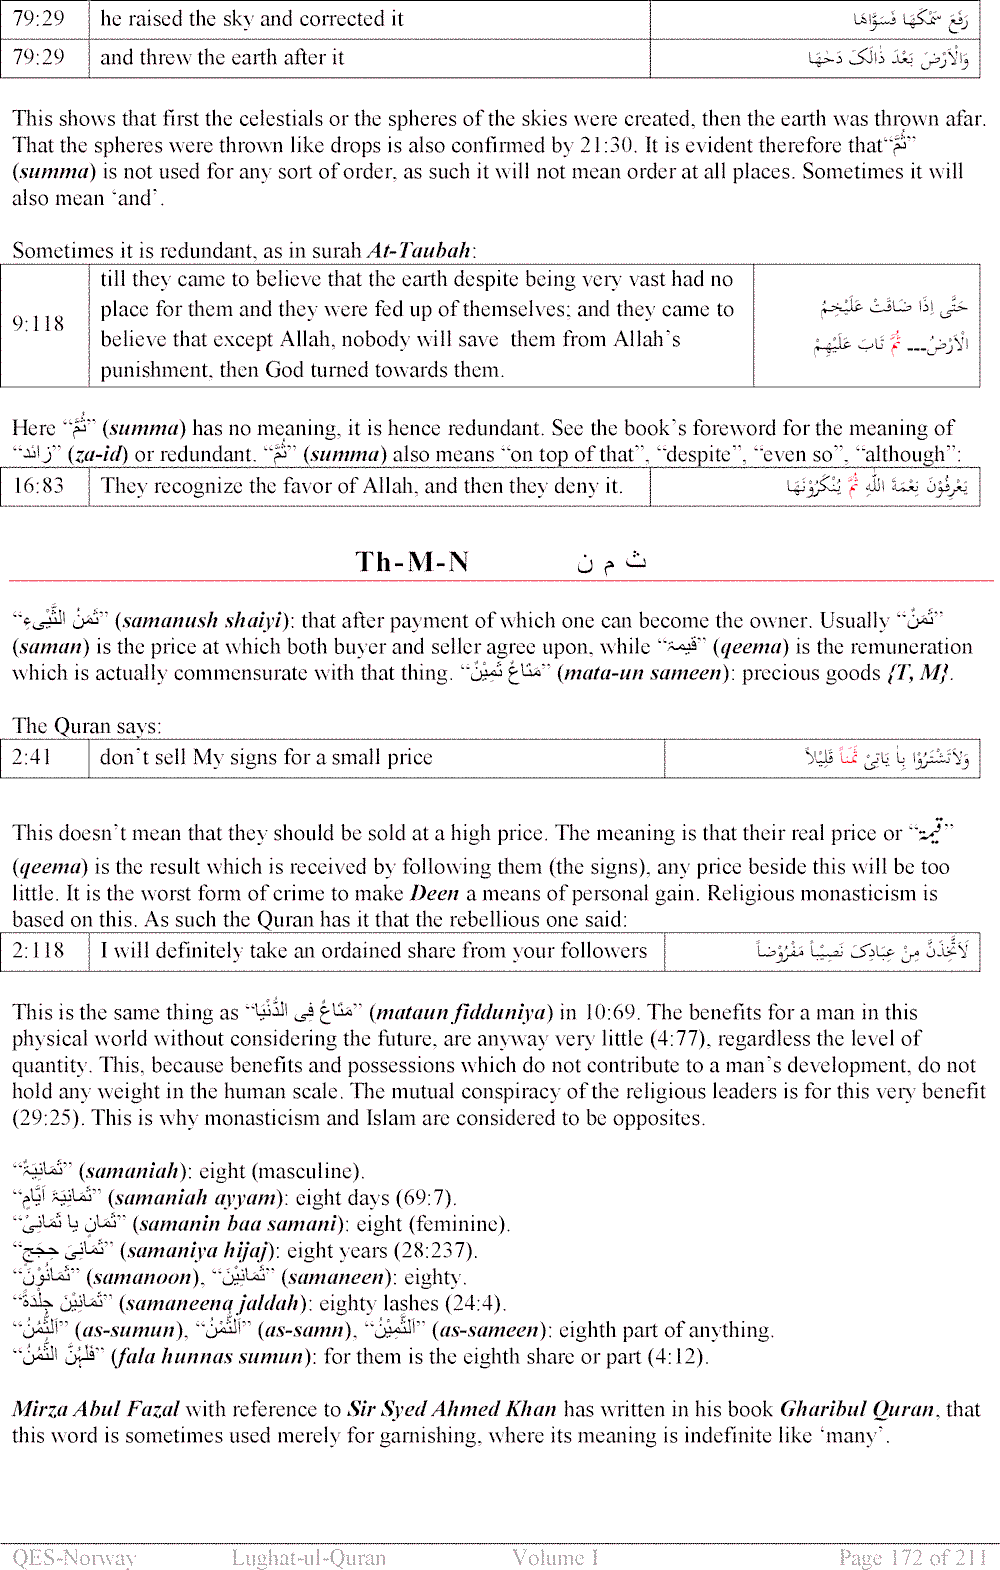 79:29 he raised the sky and corrected it رَفَعَ سَمْكَهَا فَسَوَّاهَا
79:29 and threw the earth after it وَالْاَرْضَ بَعْدَ ذٰالِکَ دَحٰهَا
This shows that first the celestials or the spheres of the skies were created, then the earth was thrown afar.
That the spheres were thrown like drops is also confirmed by 21:30. It is evident therefore that“ثُمَّ”
(summa) is not used for any sort of order, as such it will not mean order at all places. Sometimes it will
also mean ‘and’.
Sometimes it is redundant, as in surah At-Taubah:
9:118
till they came to believe that the earth despite being very vast had no
place for them and they were fed up of themselves; and they came to
believe that except Allah, nobody will save them from Allah’s
punishment, then God turned towards them.
حَتَّى اِذَا ضَاقَتْ عَلَيْخِمُ
الْاَرْضُ--- ثُمَّ تَابَ عَلَيْهِمْ
Here “ثُمَّ” (summa) has no meaning, it is hence redundant. See the book’s foreword for the meaning of
“زائد” (za-id) or redundant. “ثُمَّ” (summa) also means “on top of that”, “despite”, “even so”, “although”:
16:83 They recognize the favor of Allah, and then they deny it. يَعْرِفُوْنَ نِعْمَةَ اللّٰهِ ثُمَّ يُنْكَرُوْنَهَا
Th-M-N ث م ن
“ثَمَنُ الشَّيْیءِ” (samanush shaiyi): that after payment of which one can become the owner. Usually “ثَمَنٌ”
(saman) is the price at which both buyer and seller agree upon, while “قیمۃ” (qeema) is the remuneration
which is actually commensurate with that thing. “مَتَاعٌ ثَمِيْنٌ” (mata-un sameen): precious goods {T, M}.
The Quran says:
2:41 don’t sell My signs for a small price وَلاَتَشْتَرُوْا بِاٰ يَاتِیْ ثَمَناً قَلِيْلاً
This doesn’t mean that they should be sold at a high price. The meaning is that their real price or “قیمۃ”
(qeema) is the result which is received by following them (the signs), any price beside this will be too
little. It is the worst form of crime to make Deen a means of personal gain. Religious monasticism is
based on this. As such the Quran has it that the rebellious one said:
2:118 I will definitely take an ordained share from your followers لَاَتَّخِذَنَّ مِنْ عِبَادِکَ نَصِيْباً مَفْرُوْضاً
This is the same thing as “مَتَاعٌ فِی الدُّنْيَا” (mataun fidduniya) in 10:69. The benefits for a man in this
physical world without considering the future, are anyway very little (4:77), regardless the level of
quantity. This, because benefits and possessions which do not contribute to a man’s development, do not
hold any weight in the human scale. The mutual conspiracy of the religious leaders is for this very benefit
(29:25). This is why monasticism and Islam are considered to be opposites.
“ثَمَانِيَۃٌ” (samaniah): eight (masculine).
“ثَمَانِيَۃَ اَيَّامٍ” (samaniah ayyam): eight days (69:7).
“ثَمَانٍ يا ثَمَانِیْ” (samanin baa samani): eight (feminine).
“ثَمَانِیَ حِجَجٍ” (samaniya hijaj): eight years (28:237).
“ثَمَانُوْنَ” (samanoon), “ثَمَانِيْنَ” (samaneen): eighty.
“ثَمَانِيْنَ جِلْدَۃً” (samaneena jaldah): eighty lashes (24:4).
“اَلثُّمُنُ” (as-sumun), “اَلثُّمْنُ” (as-samn), “اَلثَّمِيْنُ” (as-sameen): eighth part of anything.
“فَلَہُنَّ الثُّمُنُ” (fala hunnas sumun): for them is the eighth share or part (4:12).
Mirza Abul Fazal with reference to Sir Syed Ahmed Khan has written in his book Gharibul Quran, that
this word is sometimes used merely for garnishing, where its meaning is indefinite like ‘many’.
QES-Norway Lughat-ul-Quran Volume I Page 172 of 211